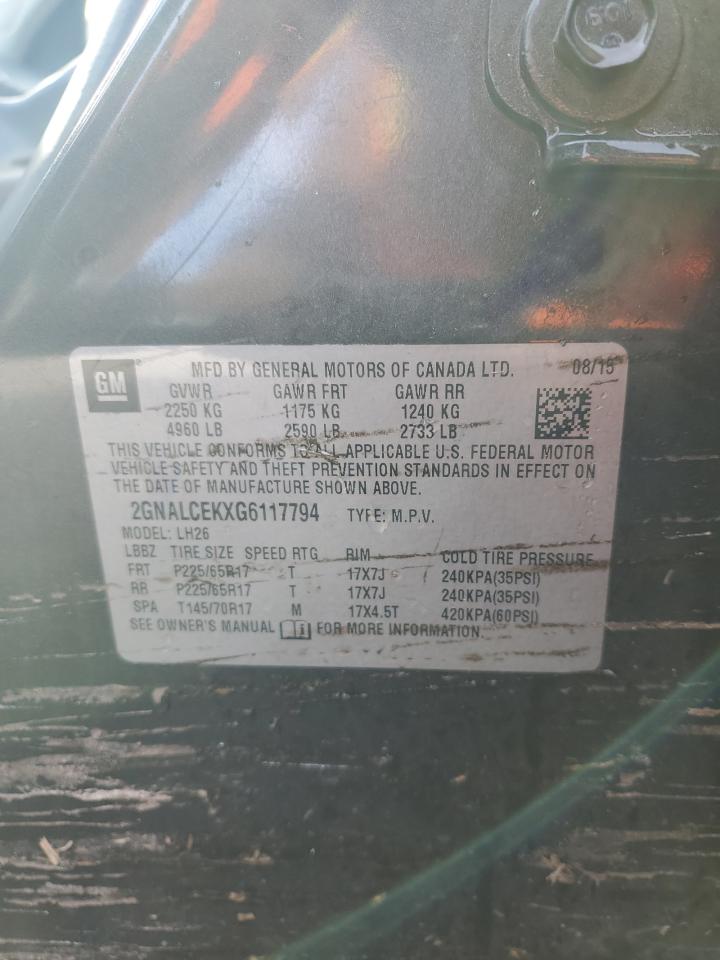 GM MFD BY GENERAL MOTORS OF CANADA LTD. 08/15
GVWR GAWR FRT GAWR RR
2250 KG 1175 KG 1240 KG
4960 LB 2590 LB 2733 LB
THIS VEHICLE CONFORMS TO ALL APPLICABLE U.S. FEDERAL MOTOR
VEHICLE SAFETY AND THEFT PREVENTION STANDARDS IN EFFECT ON
THE DATE OF MANUFACTURE SHOWN ABOVE.
2GNALCEKXG6117794 TYPE: M.P.V.
MODEL: LH26
LBBZ TIRE SIZE SPEED RTG RIM COLD TIRE PRESSURE
FRT P225/65R17 T 17X7J 240KPA(35PSI)
RR P225/65R17 T 17X7J 240KPA(35PSI)
SPA T145/70R17 M 17X4.5T 420KPA(60PSI)
SEE OWNER'S MANUAL FOR MORE INFORMATION.